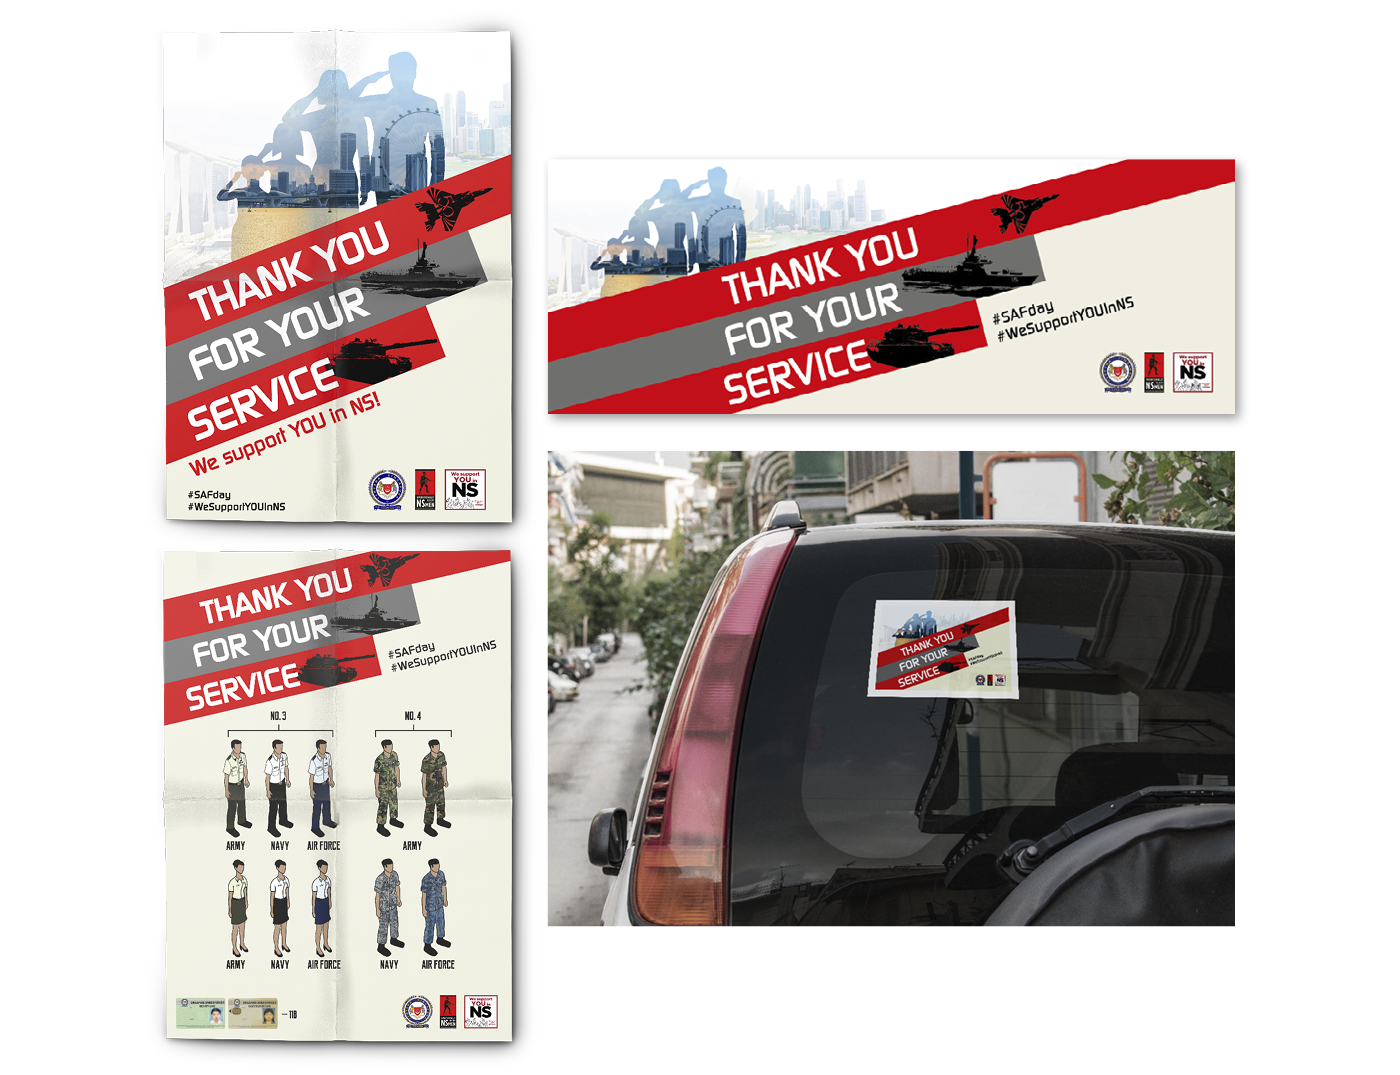 THANK YOU
FOR YOUR
SERVICE
We support YOU in NS!
#SAFday
#WeSupportYOUInNS
NSMEN
We support
YOU in
NS
THANK YOU
FOR YOUR
SERVICE
#SAFday
#WeSupportYOUInNS
NSMEN
We support
YOU in
NS
THANK YOU
FOR YOUR
SERVICE
#SAFday
#WeSupportYOUInNS
NO. 3
NO. 4
ARMY
NAVY
AIR FORCE
ARMY
ARMY
NAVY
AIR FORCE
NAVY
AIR FORCE
11B
NSMEN
We support
YOU in
NS
THANK YOU
FOR YOUR
SERVICE
#SAFday
#WeSupportYOUInNS
NS